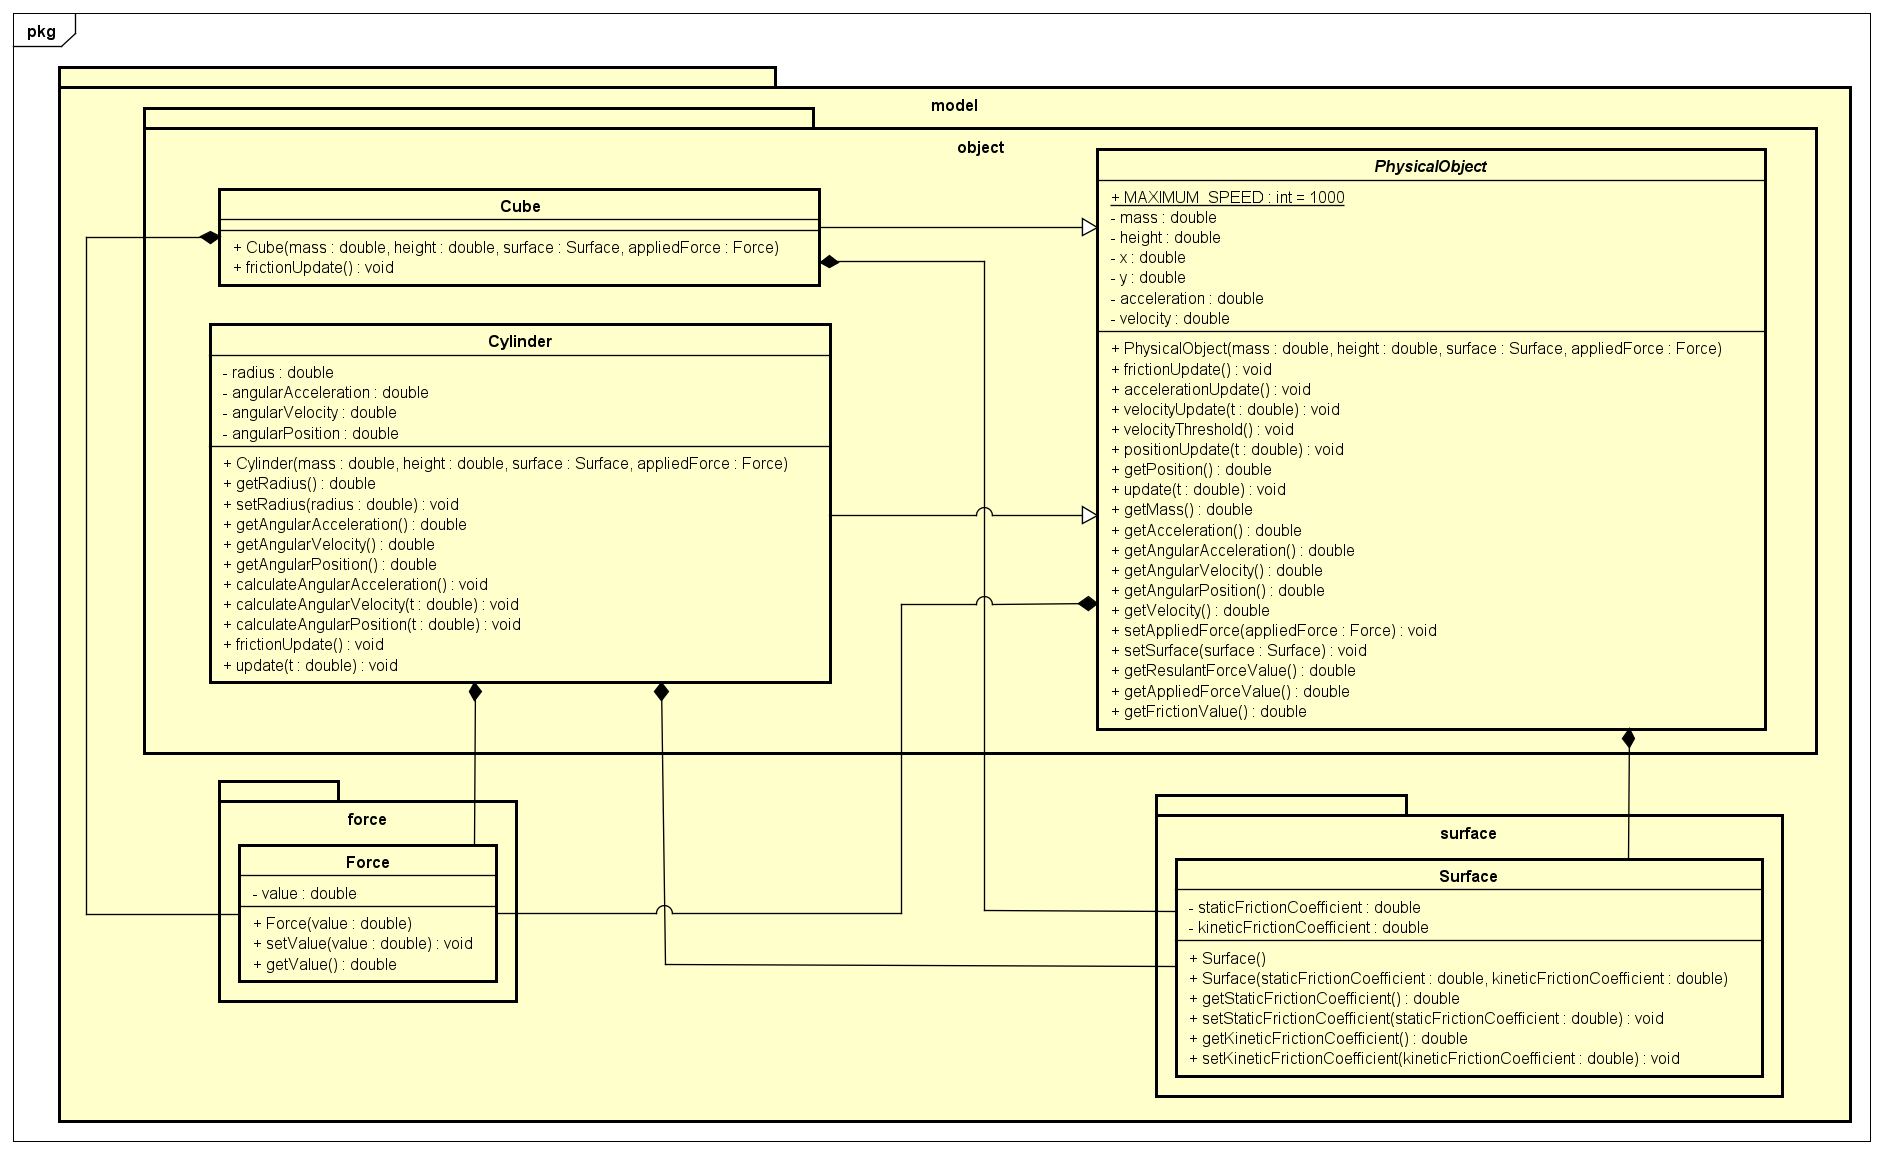 pkg
model
object
Cube
+ Cube(mass : double, height : double, surface : Surface, appliedForce : Force)
+ frictionUpdate() : void
Cylinder
- radius : double
- angularAcceleration : double
- angularVelocity : double
- angularPosition : double
+ Cylinder(mass : double, height : double, surface : Surface, appliedForce : Force)
+ getRadius() : double
+ setRadius(radius : double) : void
+ getAngularAcceleration() : double
+ getAngularVelocity() : double
+ getAngularPosition() : double
+ calculateAngularAcceleration() : void
+ calculateAngularVelocity(t : double) : void
+ calculateAngularPosition(t : double) : void
+ frictionUpdate() : void
+ update(t : double) : void
PhysicalObject
+ MAXIMUM_SPEED : int = 1000
- mass : double
- height : double
- x : double
- y : double
- acceleration : double
- velocity : double
+ PhysicalObject(mass : double, height : double, surface : Surface, appliedForce : Force)
+ frictionUpdate() : void
+ accelerationUpdate() : void
+ velocityUpdate(t : double) : void
+ velocityThreshold() : void
+ positionUpdate(t : double) : void
+ getPosition() : double
+ update(t : double) : void
+ getMass() : double
+ getAcceleration() : double
+ getAngularAcceleration() : double
+ getAngularVelocity() : double
+ getAngularPosition() : double
+ getVelocity() : double
+ setAppliedForce(appliedForce : Force) : void
+ setSurface(surface : Surface) : void
+ getResulantForceValue() : double
+ getAppliedForceValue() : double
+ getFrictionValue() : double
force
Force
- value : double
+ Force(value : double)
+ setValue(value : double) : void
+ getValue() : double
surface
Surface
- staticFrictionCoefficient : double
- kineticFrictionCoefficient : double
+ Surface()
+ Surface(staticFrictionCoefficient : double, kineticFrictionCoefficient : double)
+ getStaticFrictionCoefficient() : double
+ setStaticFrictionCoefficient(staticFrictionCoefficient : double) : void
+ getKineticFrictionCoefficient() : double
+ setKineticFrictionCoefficient(kineticFrictionCoefficient : double) : void